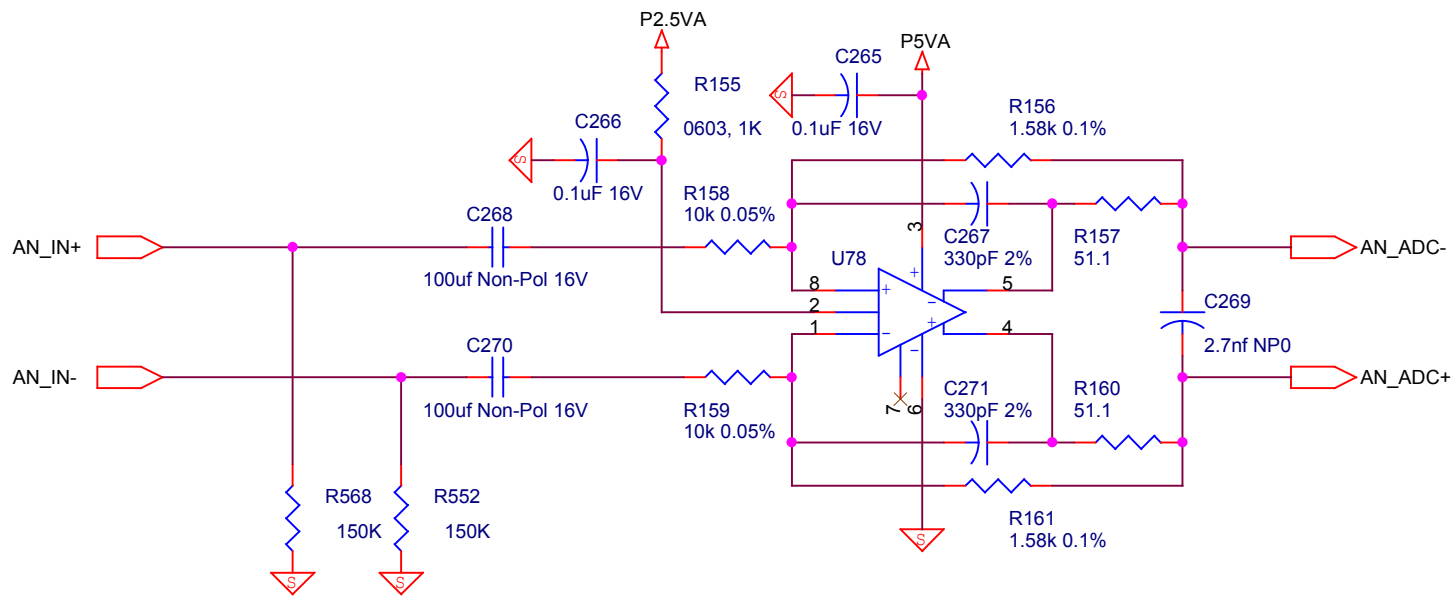 P2.5VA
P5VA
C265
0.1uF 16V
R155
0603, 1K
C266
0.1uF 16V
R156
1.58k 0.1%
R158
10k 0.05%
C268
100uf Non-Pol 16V
AN_IN+
C267
330pF 2%
R157
51.1
AN_ADC-
U78
3
8
2
1
5
4
7
6
+
-
+
-
+
-
C269
2.7nf NP0
AN_IN-
C270
100uf Non-Pol 16V
R159
10k 0.05%
C271
330pF 2%
R160
51.1
AN_ADC+
R161
1.58k 0.1%
R568
150K
R552
150K
S
S
S
S
S